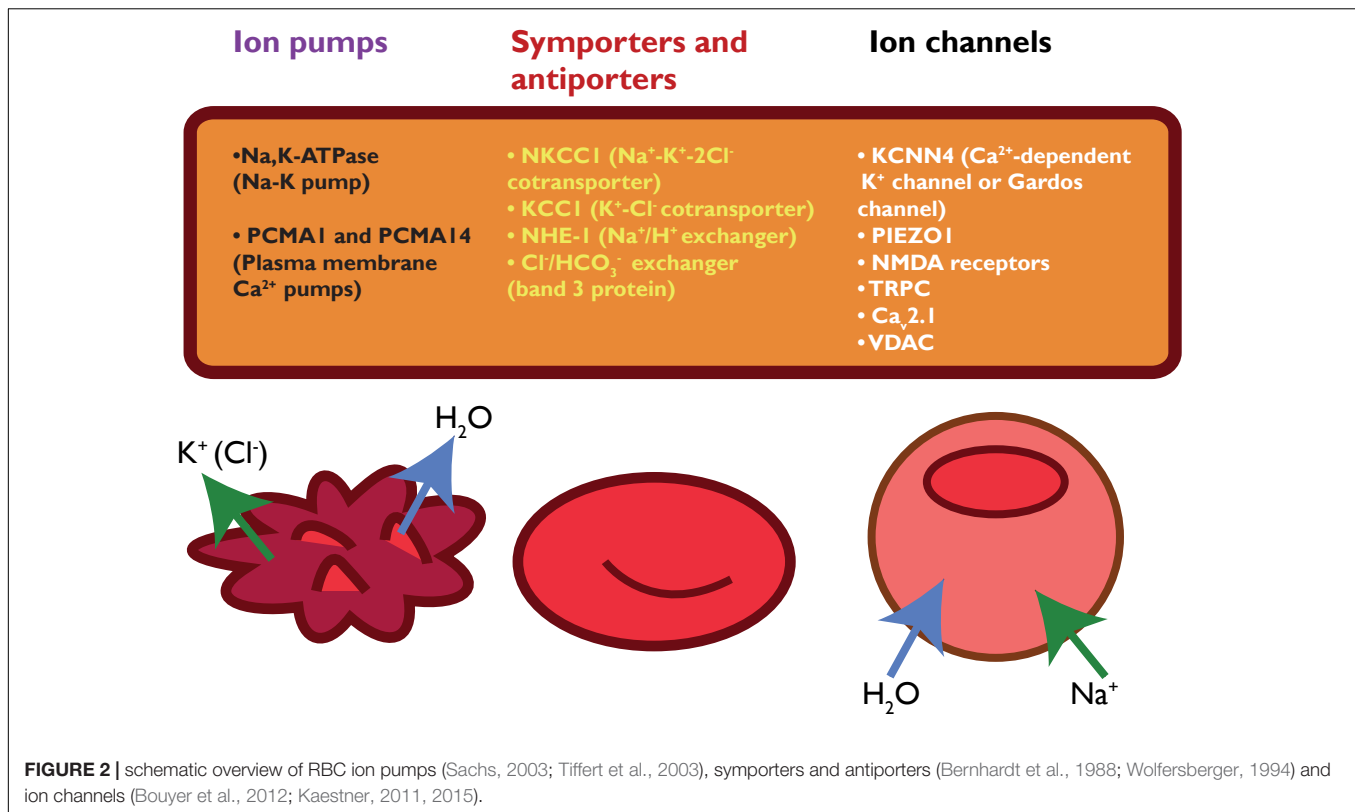 Ion pumps
Symporters and
antiporters
Ion channels
•Na,K-ATPase
(Na-K pump)
• PCMA1 and PCMA14
(Plasma membrane
Ca²⁺ pumps)
• NKCC1 (Na⁺-K⁺-2Cl⁻
cotransporter)
• KCC1 (K⁺-Cl⁻ cotransporter)
• NHE-1 (Na⁺/H⁺ exchanger)
• Cl⁻/HCO₃⁻ exchanger
(band 3 protein)
• KCNN4 (Ca²⁺-dependent
K⁺ channel or Gardos
channel)
• PIEZO1
• NMDA receptors
• TRPC
• Caᵥ2.1
• VDAC
K⁺ (Cl⁻)
H₂O
H₂O
Na⁺
FIGURE 2 | schematic overview of RBC ion pumps (Sachs, 2003; Tiffert et al., 2003), symporters and antiporters (Bernhardt et al., 1988; Wolfersberger, 1994) and
ion channels (Bouyer et al., 2012; Kaestner, 2011, 2015).